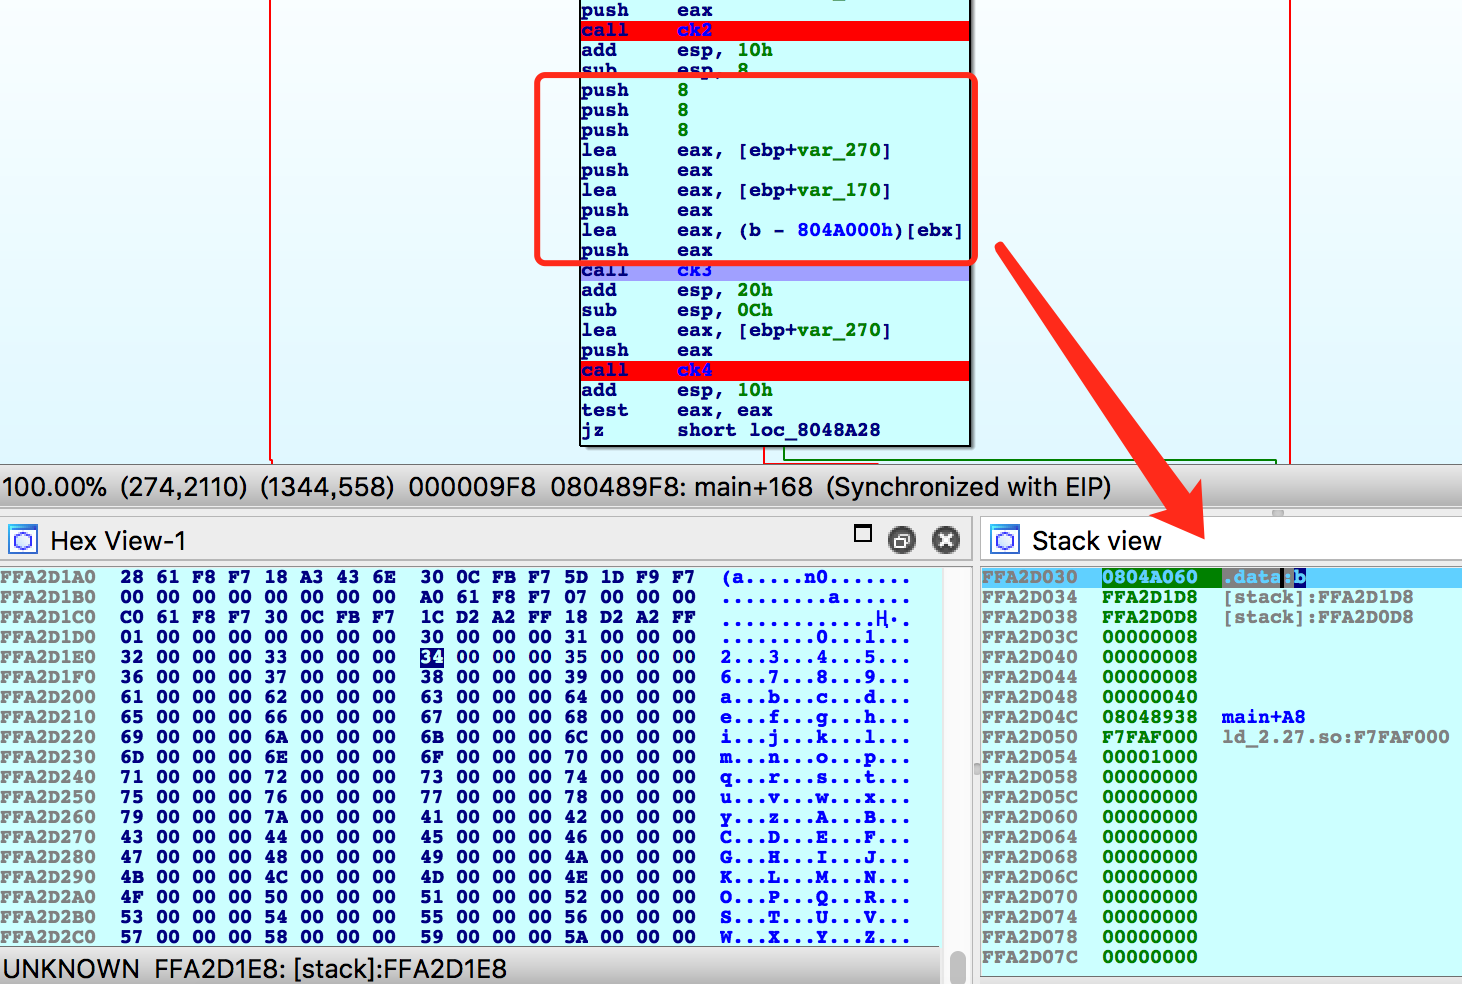 push eax
call ck2
add esp, 10h
sub esp, 8
push 8
push 8
push 8
lea eax, [ebp+var_270]
push eax
lea eax, [ebp+var_170]
push eax
lea eax, (b - 804A000h)[ebx]
push eax
call ck3
add esp, 20h
sub esp, 0Ch
lea eax, [ebp+var_270]
push eax
call ck4
add esp, 10h
test eax, eax
jz short loc_8048A28
100.00% (274,2110) (1344,558) 000009F8 080489F8: main+168 (Synchronized with EIP)
Hex View-1
FFA2D1A0 28 61 F8 F7 18 A3 43 6E 30 0C FB F7 5D 1D F9 F7 (a.....n0.......
FFA2D1B0 00 00 00 00 00 00 00 00 A0 61 F8 F7 07 00 00 00 .........a......
FFA2D1C0 C0 61 F8 F7 30 0C FB F7 1C D2 A2 FF 18 D2 A2 FF .............Ң..
FFA2D1D0 01 00 00 00 00 00 00 00 30 00 00 00 31 00 00 00 ........0...1...
FFA2D1E0 32 00 00 00 33 00 00 00 34 00 00 00 35 00 00 00 2...3...4...5...
FFA2D1F0 36 00 00 00 37 00 00 00 38 00 00 00 39 00 00 00 6...7...8...9...
FFA2D200 61 00 00 00 62 00 00 00 63 00 00 00 64 00 00 00 a...b...c...d...
FFA2D210 65 00 00 00 66 00 00 00 67 00 00 00 68 00 00 00 e...f...g...h...
FFA2D220 69 00 00 00 6A 00 00 00 6B 00 00 00 6C 00 00 00 i...j...k...l...
FFA2D230 6D 00 00 00 6E 00 00 00 6F 00 00 00 70 00 00 00 m...n...o...p...
FFA2D240 71 00 00 00 72 00 00 00 73 00 00 00 74 00 00 00 q...r...s...t...
FFA2D250 75 00 00 00 76 00 00 00 77 00 00 00 78 00 00 00 u...v...w...x...
FFA2D260 79 00 00 00 7A 00 00 00 41 00 00 00 42 00 00 00 y...z...A...B...
FFA2D270 43 00 00 00 44 00 00 00 45 00 00 00 46 00 00 00 C...D...E...F...
FFA2D280 47 00 00 00 48 00 00 00 49 00 00 00 4A 00 00 00 G...H...I...J...
FFA2D290 4B 00 00 00 4C 00 00 00 4D 00 00 00 4E 00 00 00 K...L...M...N...
FFA2D2A0 4F 00 00 00 50 00 00 00 51 00 00 00 52 00 00 00 O...P...Q...R...
FFA2D2B0 53 00 00 00 54 00 00 00 55 00 00 00 56 00 00 00 S...T...U...V...
FFA2D2C0 57 00 00 00 58 00 00 00 59 00 00 00 5A 00 00 00 W...X...Y...Z...
UNKNOWN FFA2D1E8: [stack]:FFA2D1E8
Stack view
FFA2D030 0804A060 .data:b
FFA2D034 FFA2D1D8 [stack]:FFA2D1D8
FFA2D038 FFA2D0D8 [stack]:FFA2D0D8
FFA2D03C 00000008
FFA2D040 00000008
FFA2D044 00000008
FFA2D048 00000040
FFA2D04C 08048938 main+A8
FFA2D050 F7FAF000 ld_2.27.so:F7FAF000
FFA2D054 00001000
FFA2D058 00000000
FFA2D05C 00000000
FFA2D060 00000000
FFA2D064 00000000
FFA2D068 00000000
FFA2D06C 00000000
FFA2D070 00000000
FFA2D074 00000000
FFA2D078 00000000
FFA2D07C 00000000